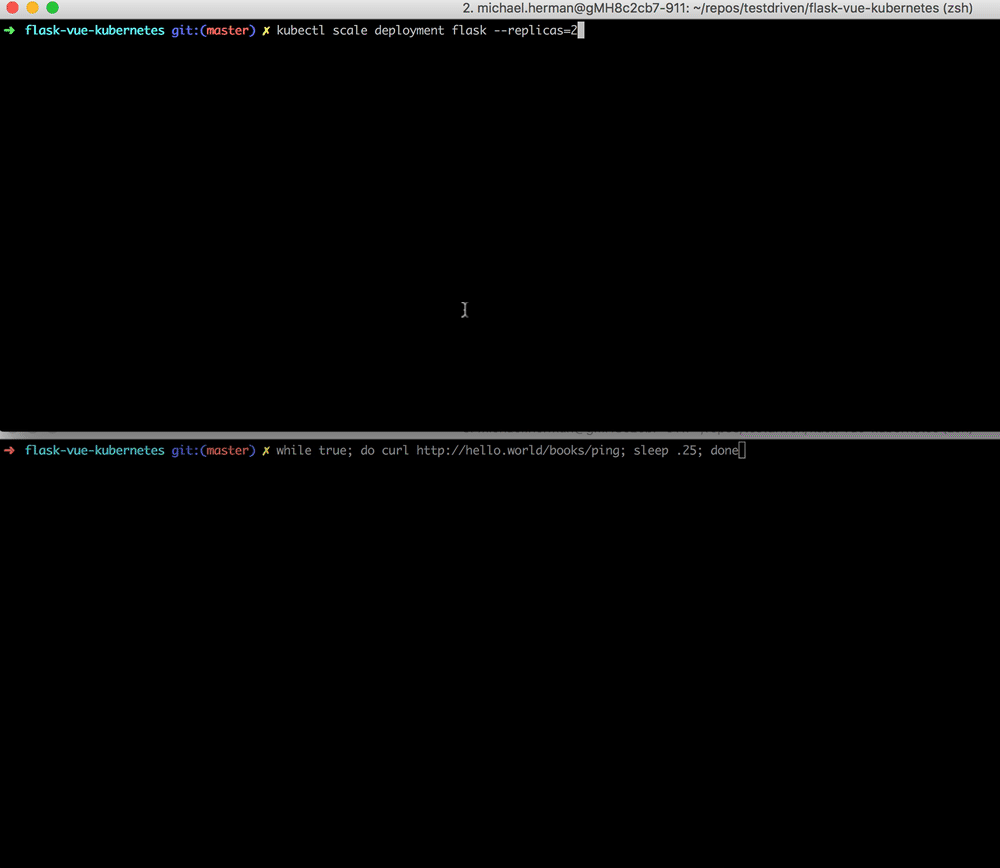 2. michael.herman@gMH8c2cb7-911: ~/repos/testdriven/flask-vue-kubernetes (zsh)
➜ flask-vue-kubernetes git:(master) ✗ kubectl scale deployment flask --replicas=2
➜ flask-vue-kubernetes git:(master) ✗ while true; do curl http://hello.world/books/ping; sleep .25; done